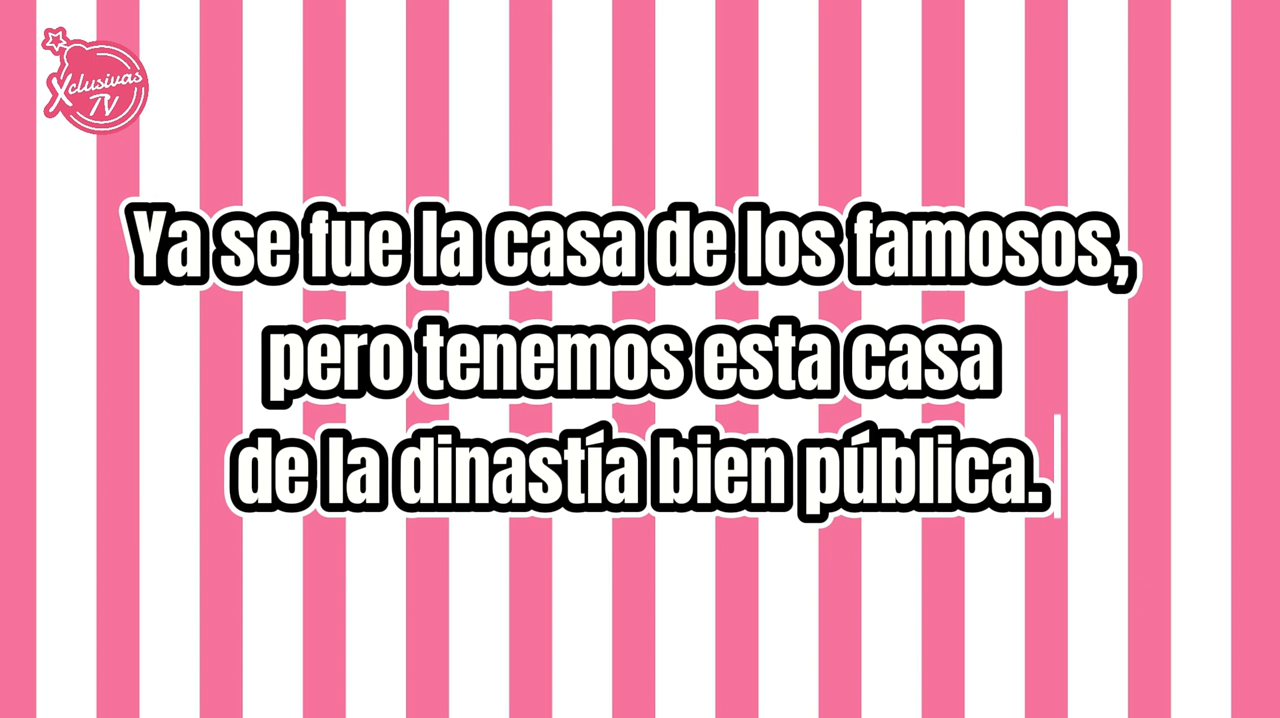 Xclusivas
TV
Ya se fue la casa de los famosos,
pero tenemos esta casa
de la dinastía bien pública.